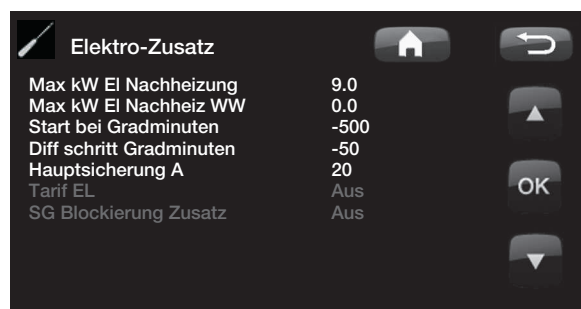 Elektro-Zusatz
Max kW El Nachheizung 9.0
Max kW El Nachheiz WW 0.0
Start bei Gradminuten -500
Diff schritt Gradminuten -50
Hauptsicherung A 20
Tarif EL Aus
SG Blockierung Zusatz Aus
OK